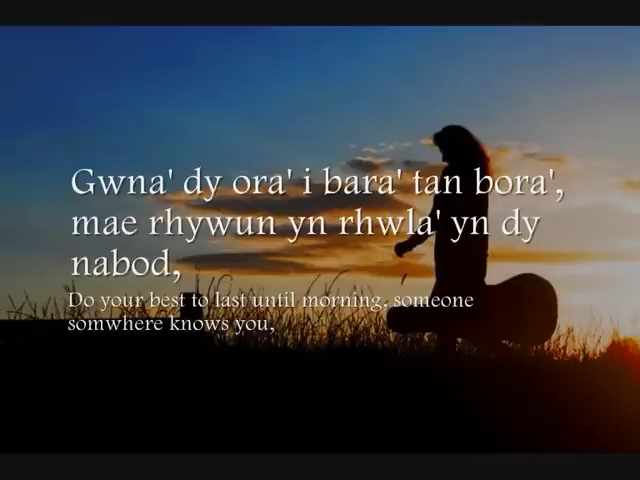 Gwna' dy ora' i bara' tan bora',
mae rhywun yn rhwla' yn dy
nabod,
Do your best to last until morning, someone
somwhere knows you,